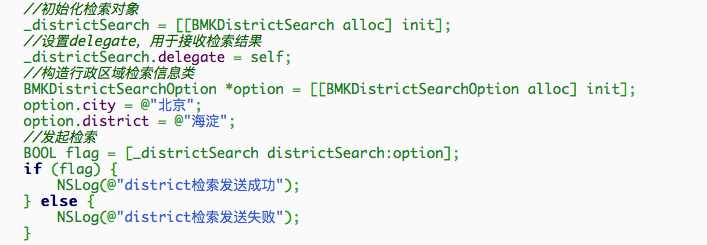 //初始化检索对象
_districtSearch = [[BMKDistrictSearch alloc] init];
//设置delegate，用于接收检索结果
_districtSearch.delegate = self;
//构造行政区域检索信息类
BMKDistrictSearchOption *option = [[BMKDistrictSearchOption alloc] init];
option.city = @"北京";
option.district = @"海淀";
//发起检索
BOOL flag = [_districtSearch districtSearch:option];
if (flag) {
    NSLog(@"district检索发送成功");
} else {
    NSLog(@"district检索发送失败");
}